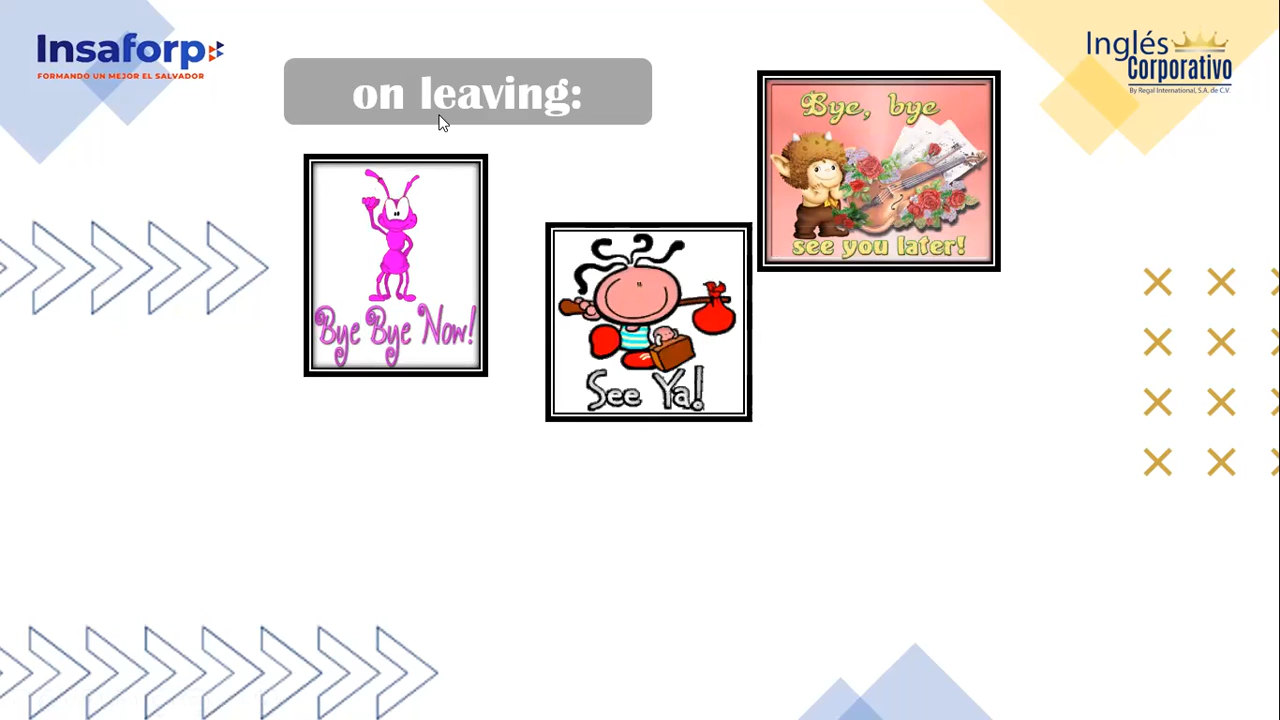 Insaforp
FORMANDO UN MEJOR EL SALVADOR
Inglés
Corporativo
By Regal International, S.A. de C.V.
on leaving:
Bye, bye
see you later!
Bye Bye Now!
See Ya!